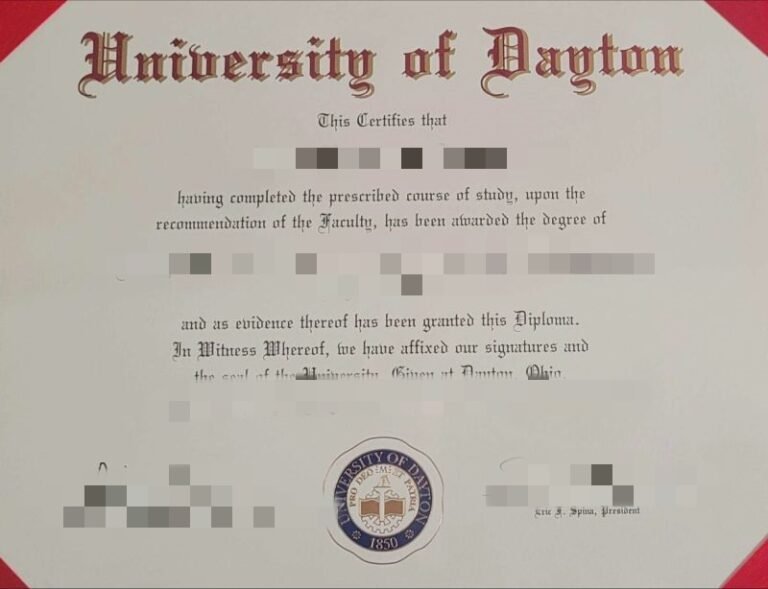 University of Dayton
This Certifies that
having completed the prescribed course of study, upon the
recommendation of the Faculty, has been awarded the degree of
and as evidence thereof has been granted this Diploma.
In Witness Whereof, we have affixed our signatures and
the seal of the University. Given at Dayton, Ohio,
UNIVERSITY OF DAYTON
PRO DEO ET PATRIA
1850
Eric F. Spina, President